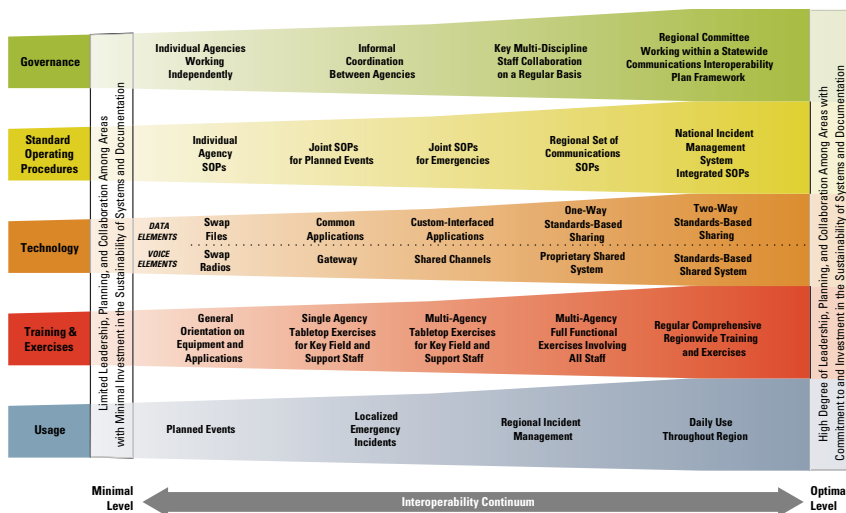 Governance
Individual Agencies
Working
Independently
Informal
Coordination
Between Agencies
Key Multi-Discipline
Staff Collaboration
on a Regular Basis
Regional Committee
Working within a Statewide
Communications Interoperability
Plan Framework
Standard
Operating
Procedures
Individual
Agency
SOPs
Joint SOPs
for Planned Events
Joint SOPs
for Emergencies
Regional Set of
Communications
SOPs
National Incident
Management
System
Integrated SOPs
Technology
DATA
ELEMENTS
Swap
Files
Common
Applications
Custom-Interfaced
Applications
One-Way
Standards-Based
Sharing
Two-Way
Standards-Based
Sharing
VOICE
ELEMENTS
Swap
Radios
Gateway
Shared Channels
Proprietary Shared
System
Standards-Based
Shared System
Training &
Exercises
General
Orientation on
Equipment and
Applications
Single Agency
Tabletop Exercises
for Key Field and
Support Staff
Multi-Agency
Tabletop Exercises
for Key Field and
Support Staff
Multi-Agency
Full Functional
Exercises Involving
All Staff
Regular Comprehensive
Regionwide Training
and Exercises
Usage
Planned Events
Localized
Emergency
Incidents
Regional Incident
Management
Daily Use
Throughout Region
Limited Leadership, Planning, and Collaboration Among Areas
with Minimal Investment in the Sustainability of Systems and Documentation
High Degree of Leadership, Planning, and Collaboration Among Areas with
Commitment to and Investment in the Sustainability of Systems and Documentation
Minimal
Level
Interoperability Continuum
Optimal
Level